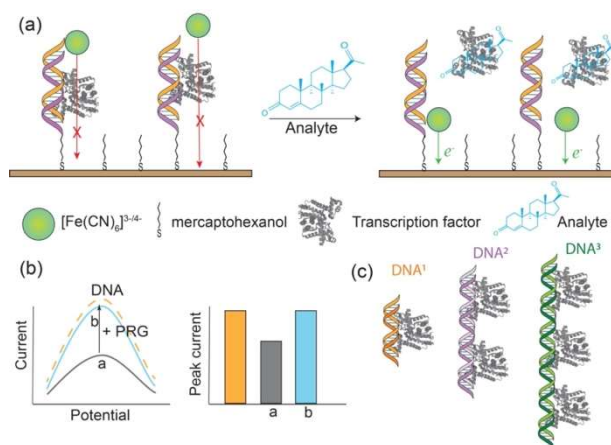 (a)
O
O
Analyte
X
X
e⁻
e⁻
S
S
S
S
S
S
S
S
S
S
[Fe(CN)₆]³⁻/⁴⁻
S
mercaptohexanol
Transcription factor
Analyte
(b)
DNA
b
+ PRG
a
Current
Potential
Peak current
a
b
(c)
DNA¹
DNA²
DNA³